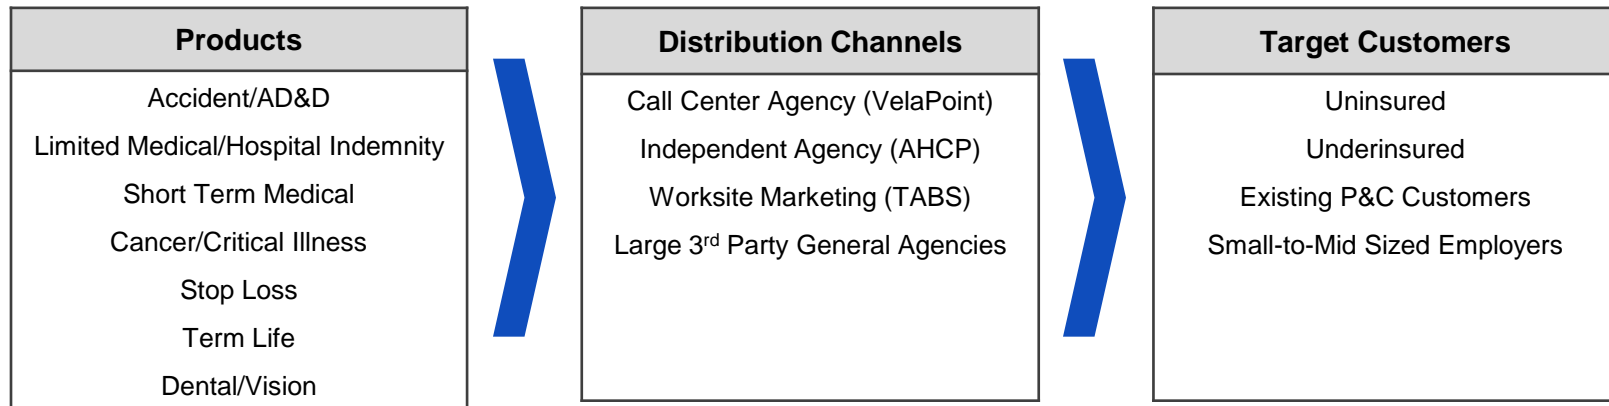 Products
Accident/AD&D
Limited Medical/Hospital Indemnity
Short Term Medical
Cancer/Critical Illness
Stop Loss
Term Life
Dental/Vision
Distribution Channels
Call Center Agency (VelaPoint)
Independent Agency (AHCP)
Worksite Marketing (TABS)
Large 3rd Party General Agencies
Target Customers
Uninsured
Underinsured
Existing P&C Customers
Small-to-Mid Sized Employers